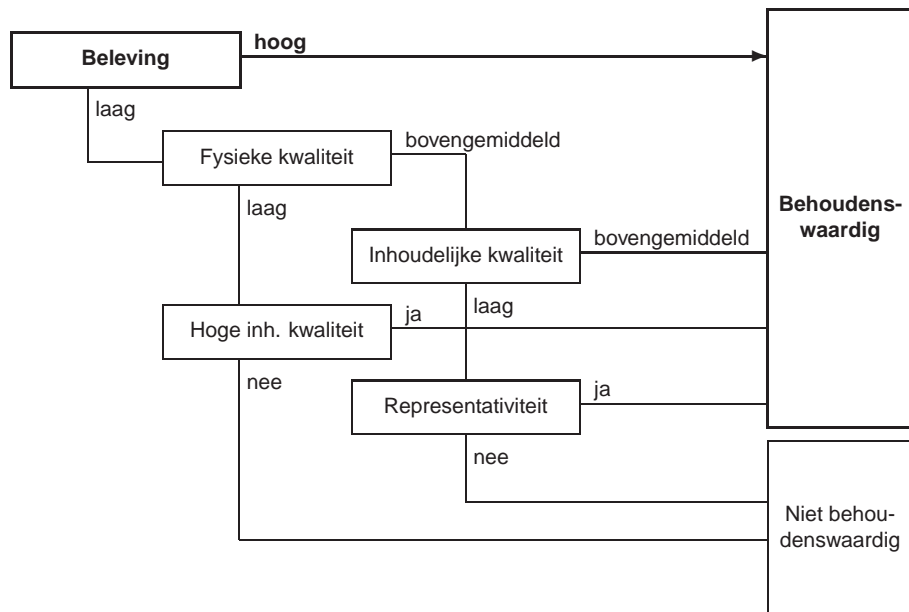 hoog
Beleving
laag
bovengemiddeld
Fysieke kwaliteit
laag
Behoudens-
waardig
bovengemiddeld
Inhoudelijke kwaliteit
laag
ja
Hoge inh. kwaliteit
nee
ja
Representativiteit
nee
Niet behou-
denswaardig